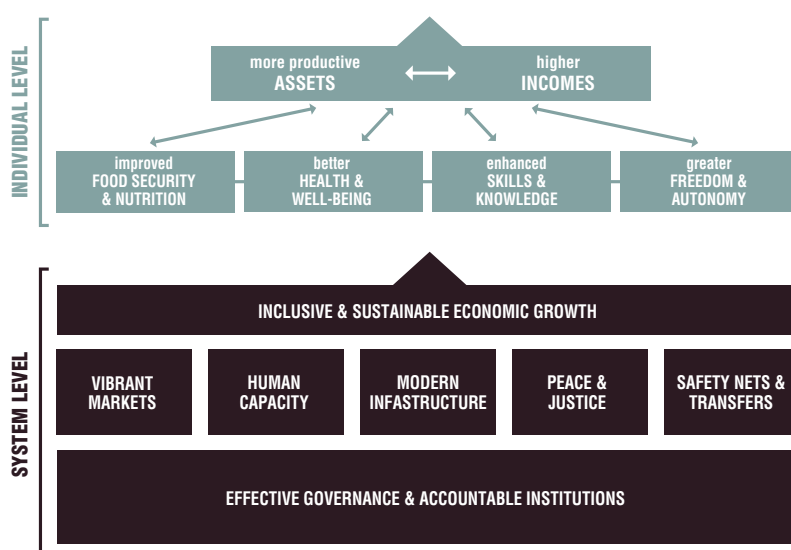 INDIVIDUAL LEVEL
more productive
ASSETS
higher
INCOMES
improved
FOOD SECURITY
& NUTRITION
better
HEALTH &
WELL-BEING
enhanced
SKILLS &
KNOWLEDGE
greater
FREEDOM &
AUTONOMY
SYSTEM LEVEL
INCLUSIVE & SUSTAINABLE ECONOMIC GROWTH
VIBRANT
MARKETS
HUMAN
CAPACITY
MODERN
INFASTRUCTURE
PEACE &
JUSTICE
SAFETY NETS &
TRANSFERS
EFFECTIVE GOVERNANCE & ACCOUNTABLE INSTITUTIONS